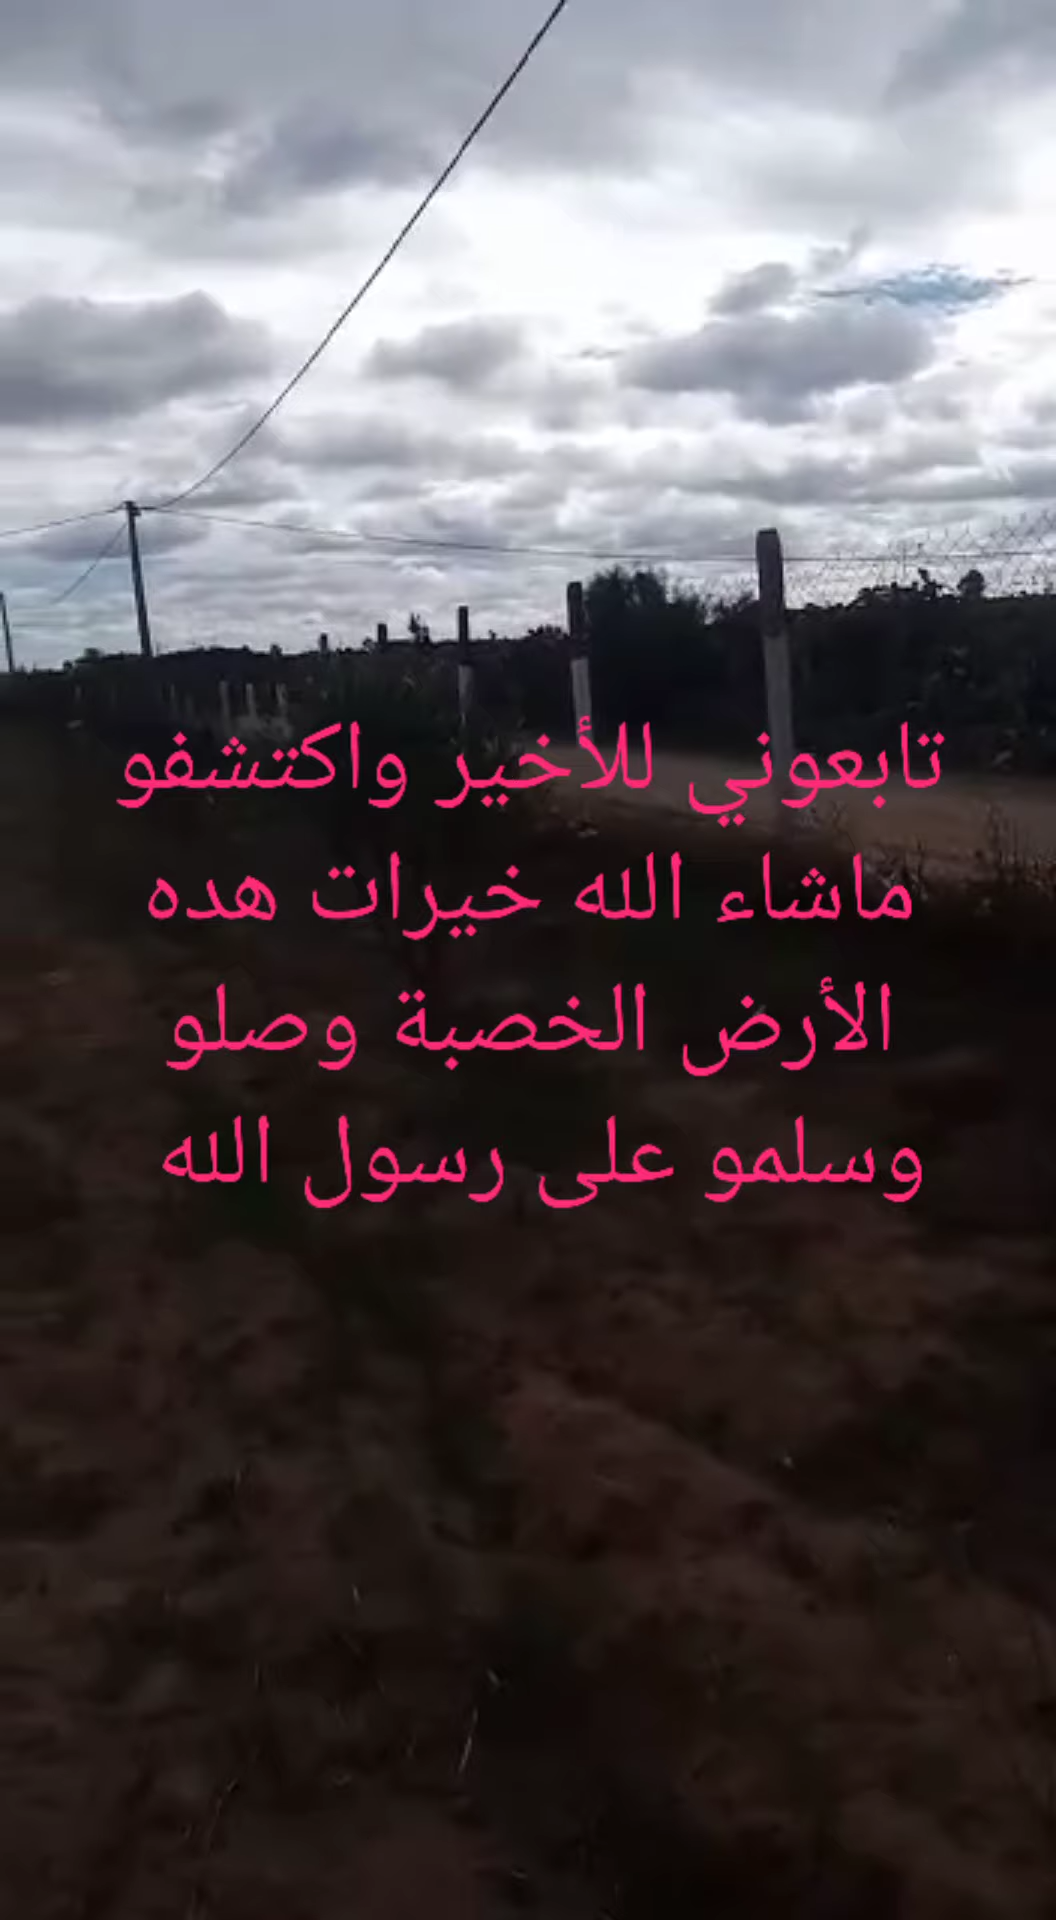 تابعوني للأخير واكتشفو
ماشاء الله خيرات هده
الأرض الخصبة وصلو
وسلمو على رسول الله